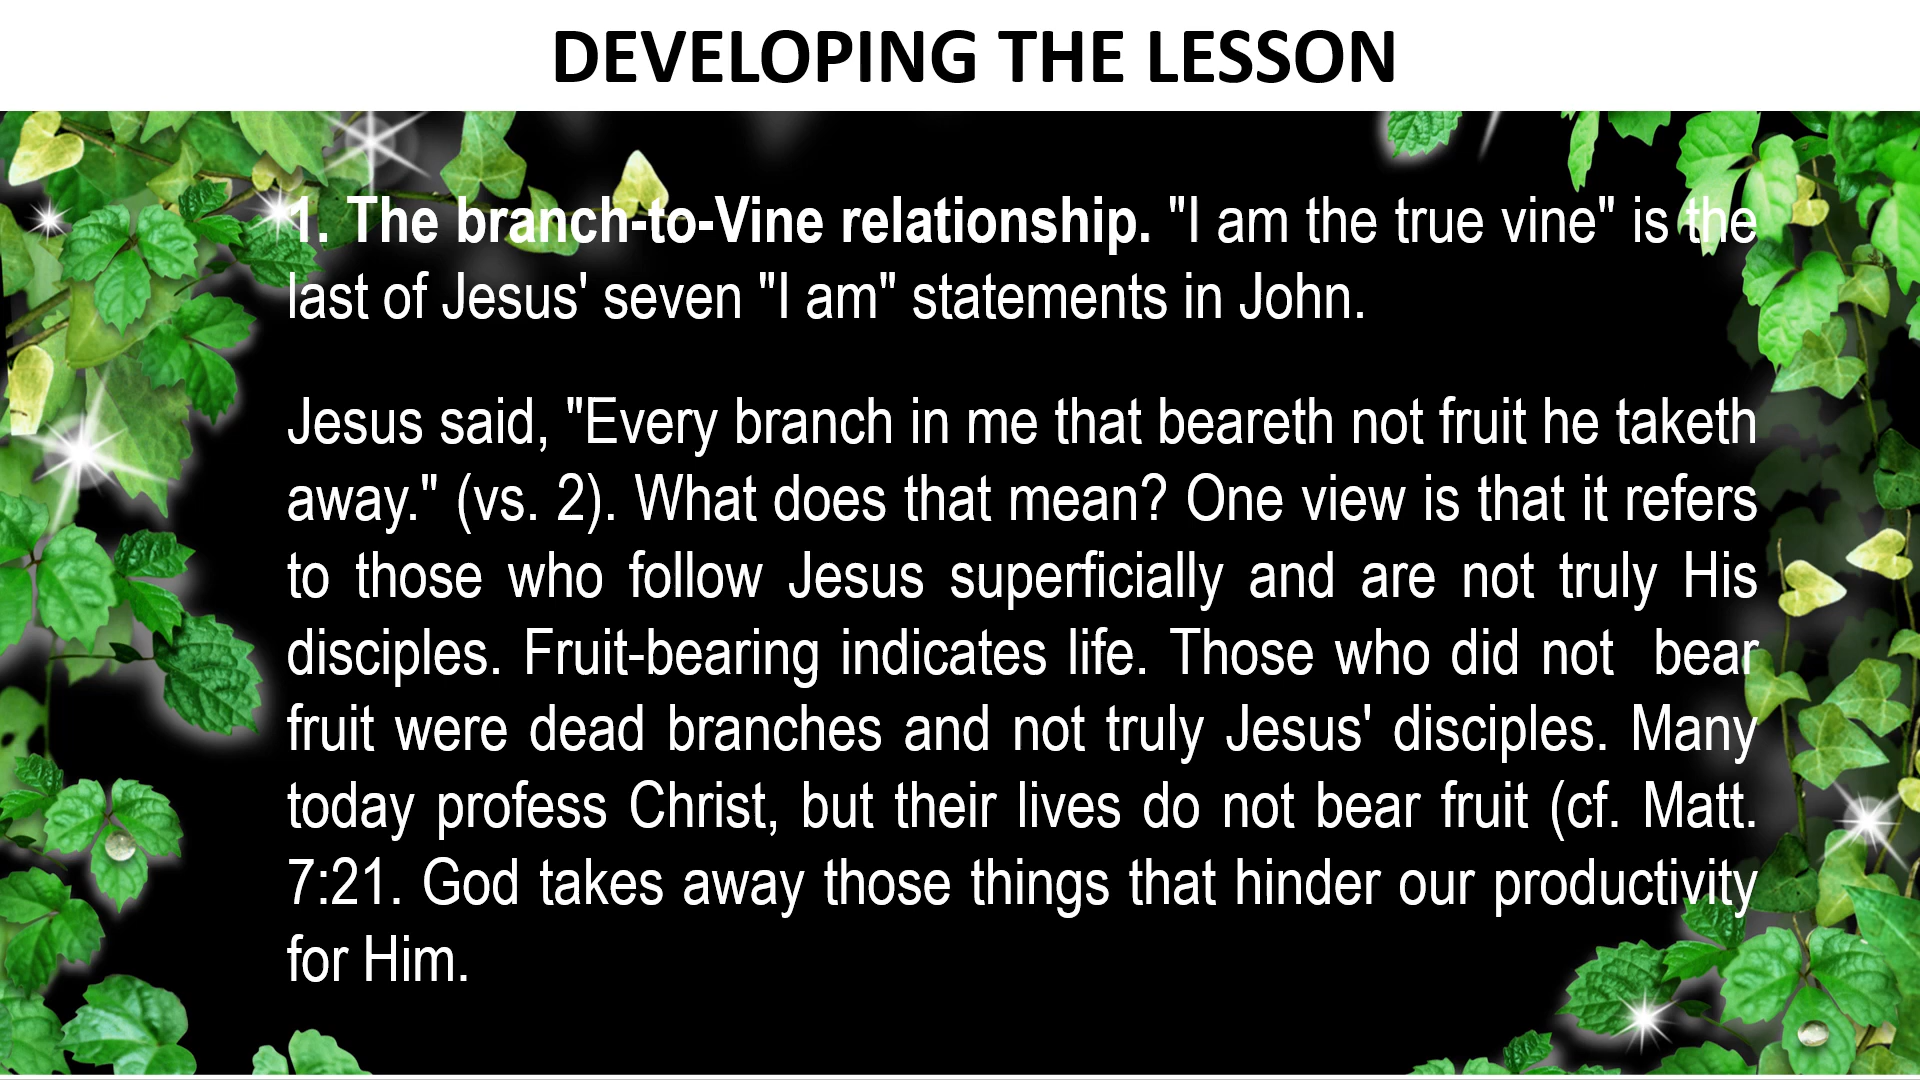 DEVELOPING THE LESSON
1. The branch-to-Vine relationship. "I am the true vine" is the
last of Jesus' seven "I am" statements in John.
Jesus said, "Every branch in me that beareth not fruit he taketh
away." (vs. 2). What does that mean? One view is that it refers
to those who follow Jesus superficially and are not truly His
disciples. Fruit-bearing indicates life. Those who did not  bear
fruit were dead branches and not truly Jesus' disciples. Many
today profess Christ, but their lives do not bear fruit (cf. Matt.
7:21. God takes away those things that hinder our productivity
for Him.